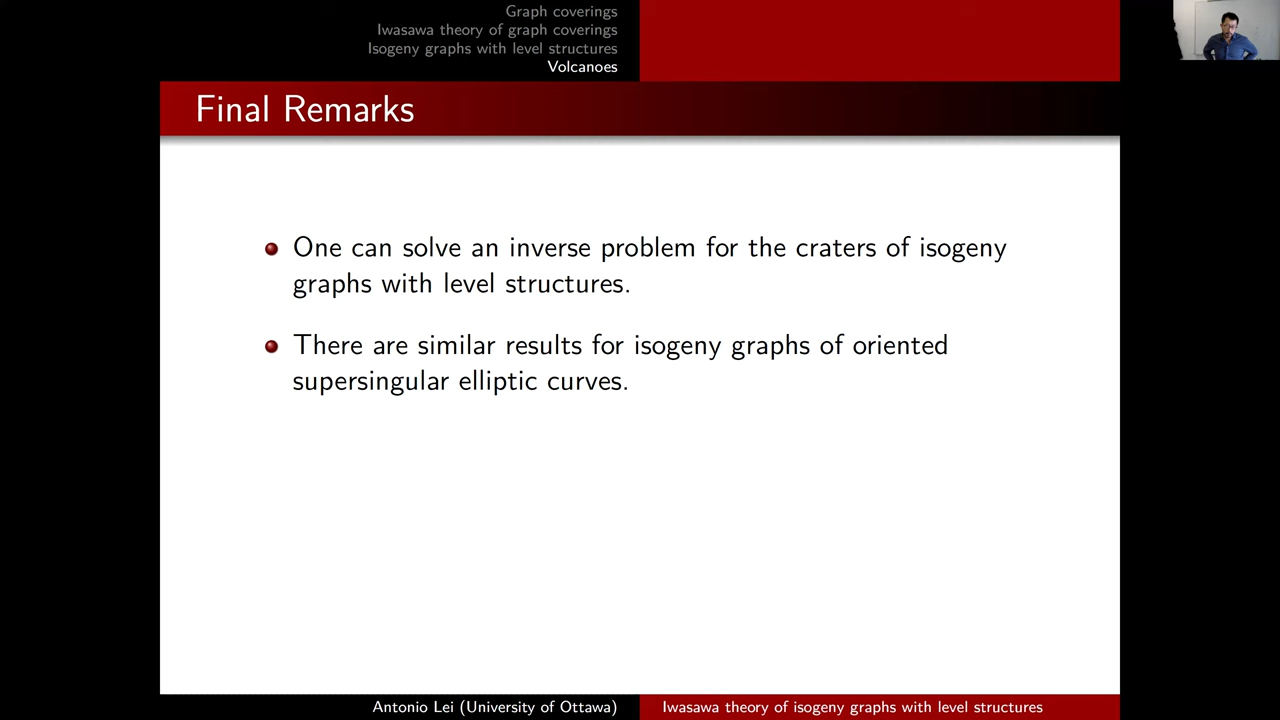 Graph coverings
Iwasawa theory of graph coverings
Isogeny graphs with level structures
Volcanoes
Final Remarks
One can solve an inverse problem for the craters of isogeny
graphs with level structures.
There are similar results for isogeny graphs of oriented
supersingular elliptic curves.
Antonio Lei (University of Ottawa)
Iwasawa theory of isogeny graphs with level structures